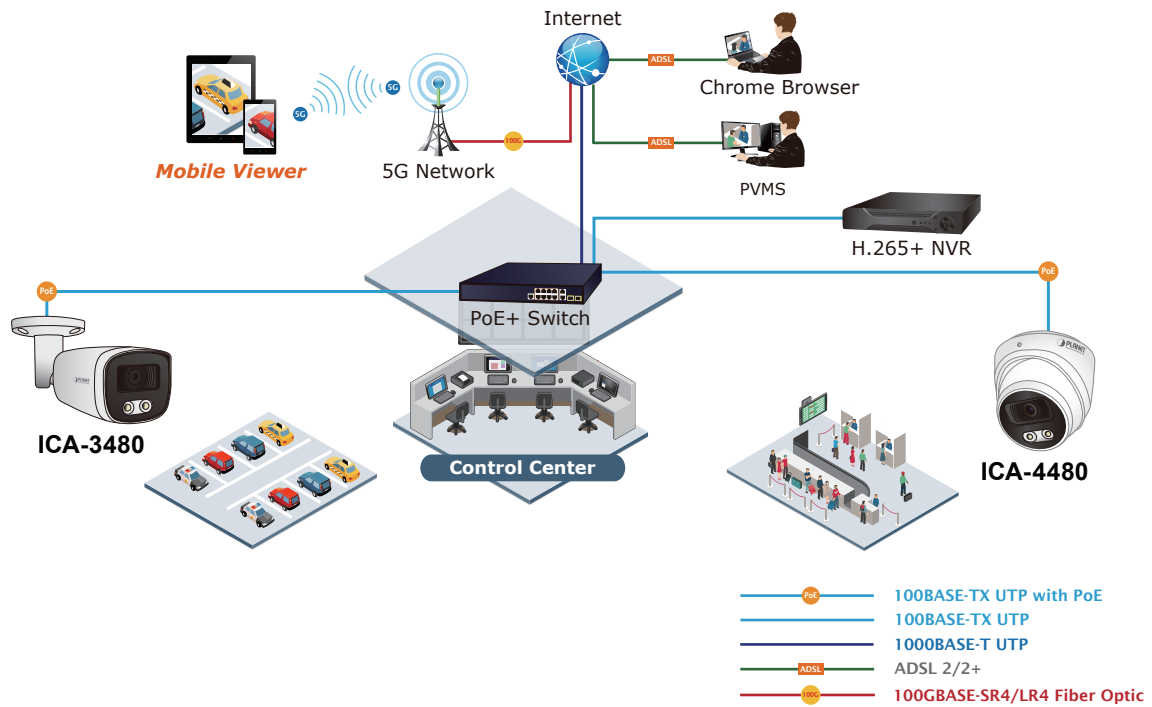 Internet
ADSL
Chrome Browser
5G
5G
100G
Mobile Viewer
5G Network
ADSL
PVMS
H.265+ NVR
PoE
PoE
PoE+ Switch
PLANET
PLANET
ICA-3480
Control Center
ICA-4480
PoE
100BASE-TX UTP with PoE
100BASE-TX UTP
1000BASE-T UTP
ADSL
ADSL 2/2+
100G
100GBASE-SR4/LR4 Fiber Optic